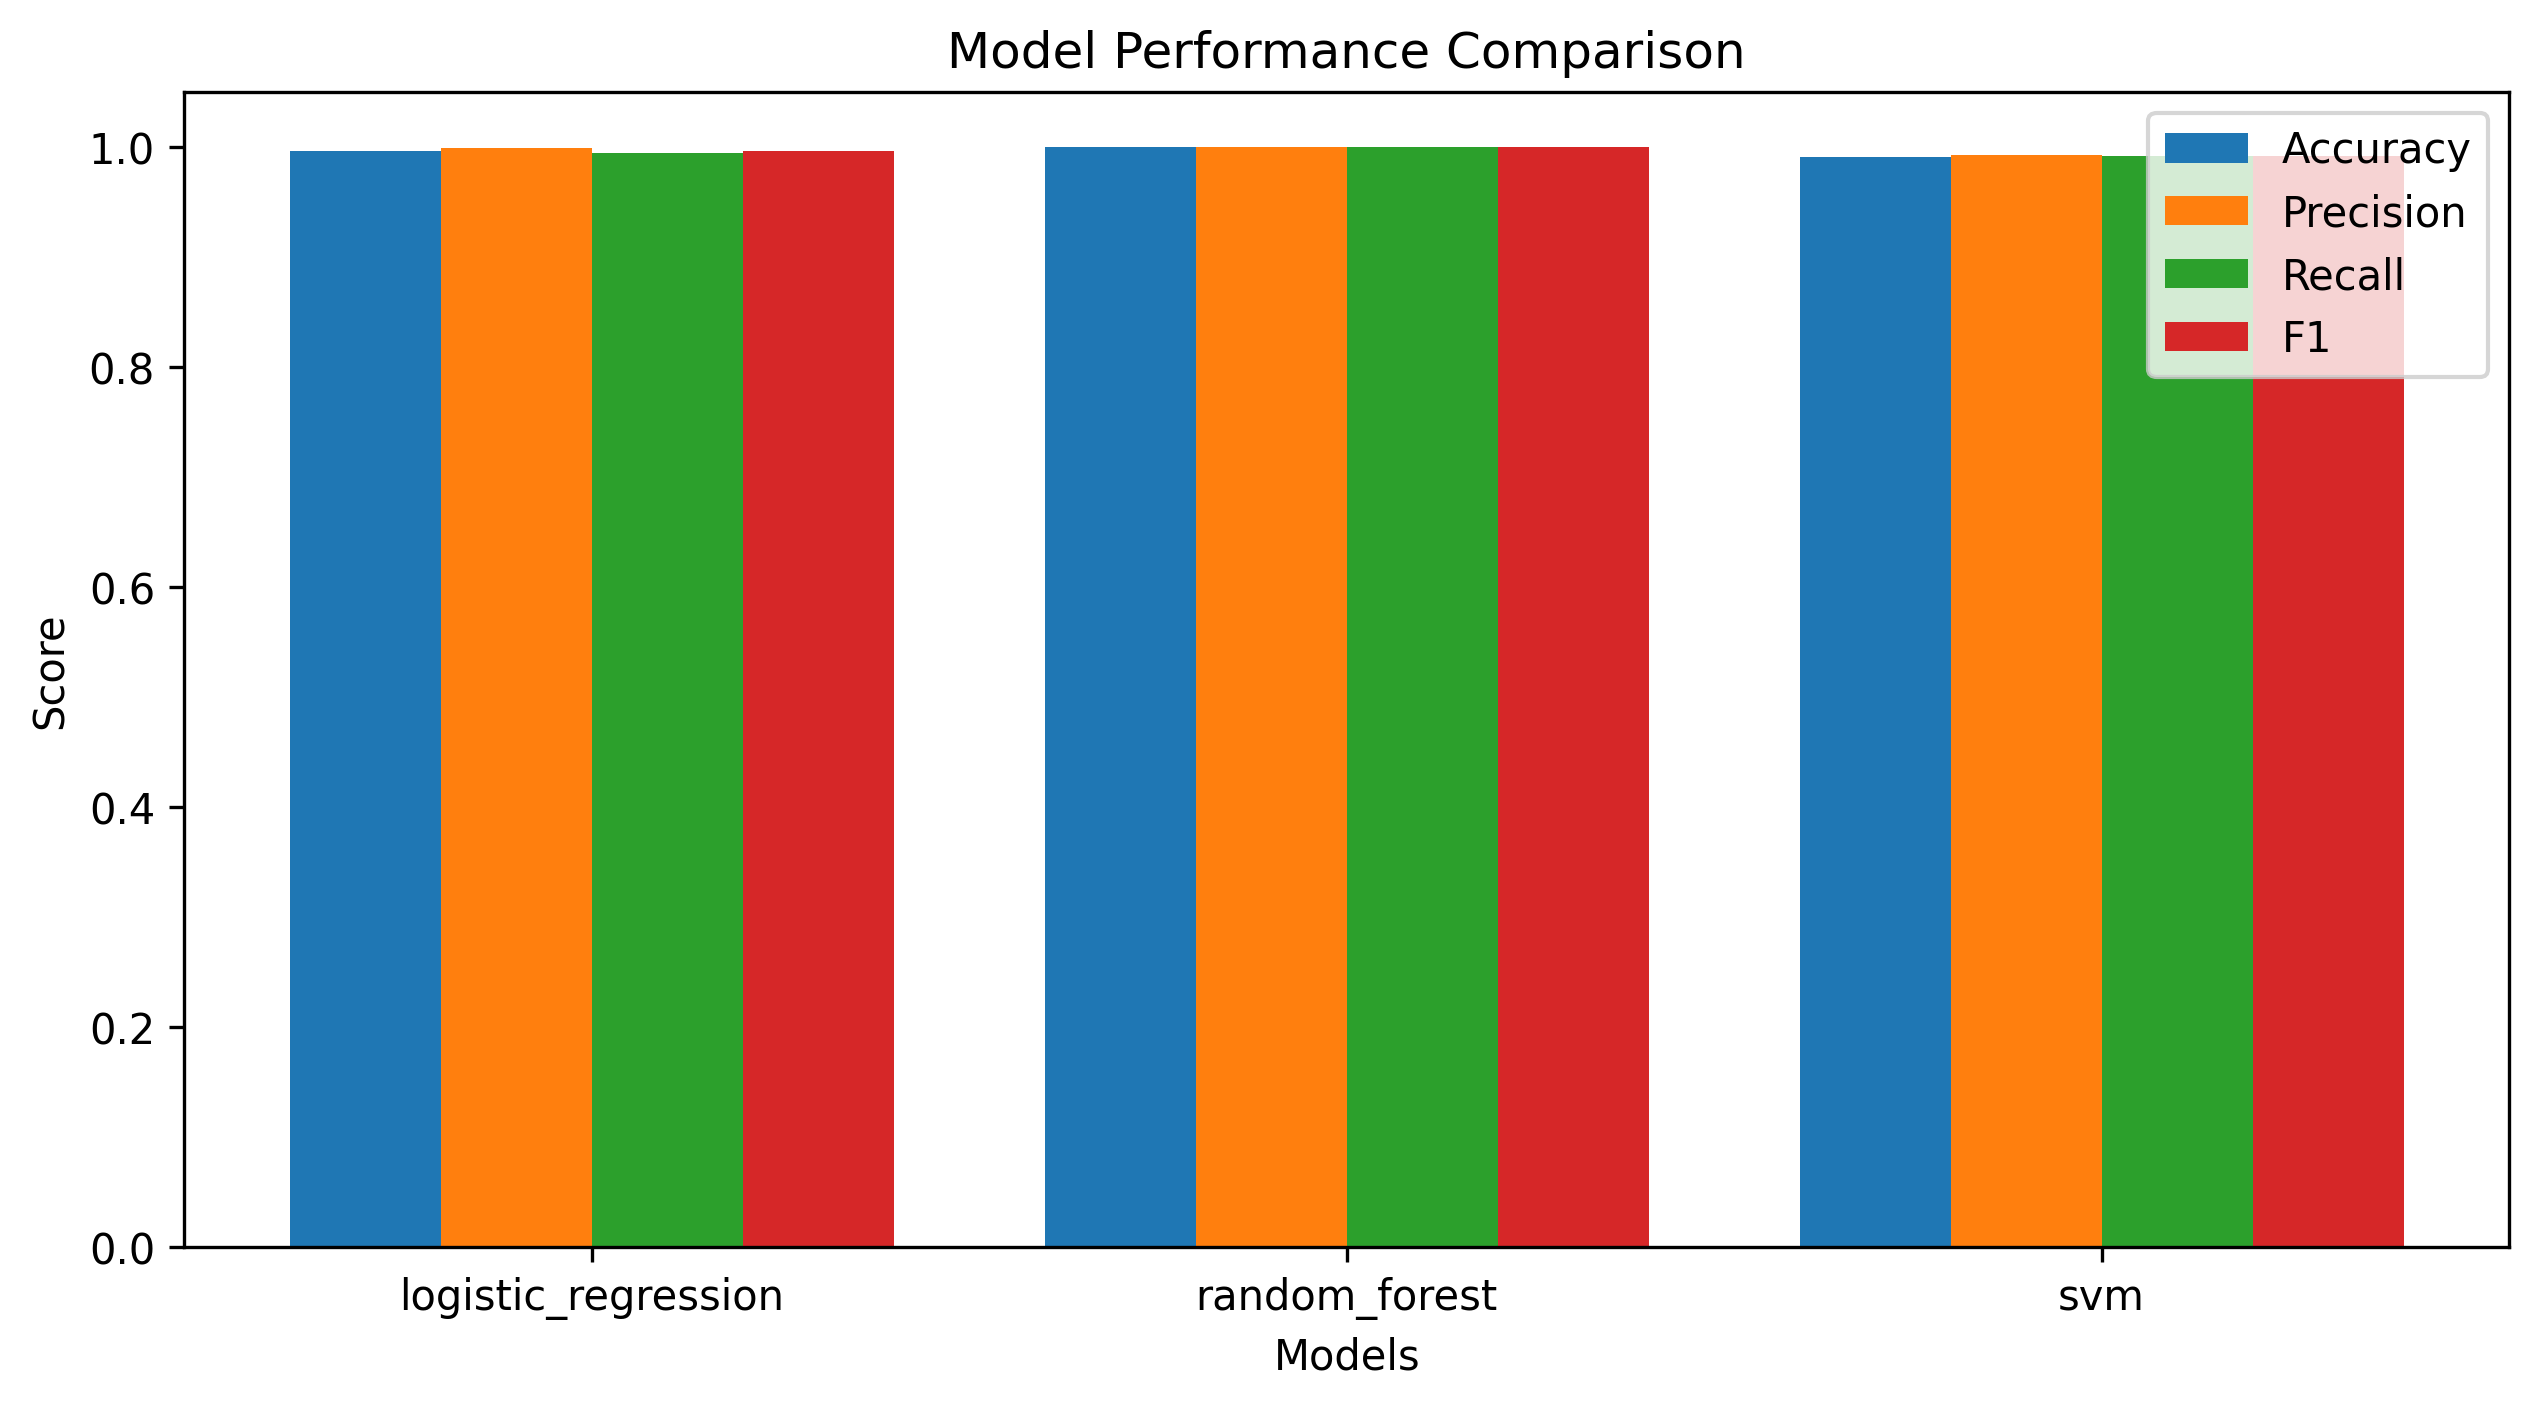 Model Performance Comparison
1.0
0.8
0.6
0.4
0.2
0.0
Score
Accuracy
Precision
Recall
F1
logistic_regression
random_forest
svm
Models